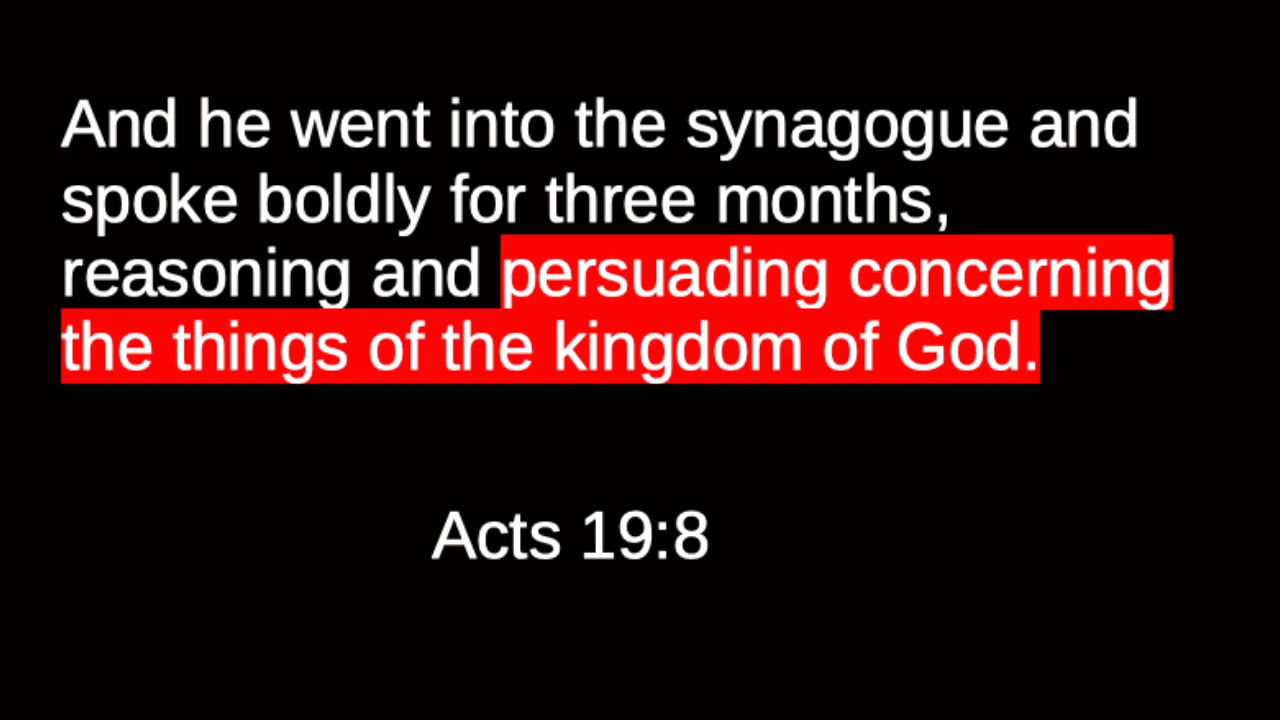 And he went into the synagogue and
spoke boldly for three months,
reasoning and persuading concerning
the things of the kingdom of God.
Acts 19:8